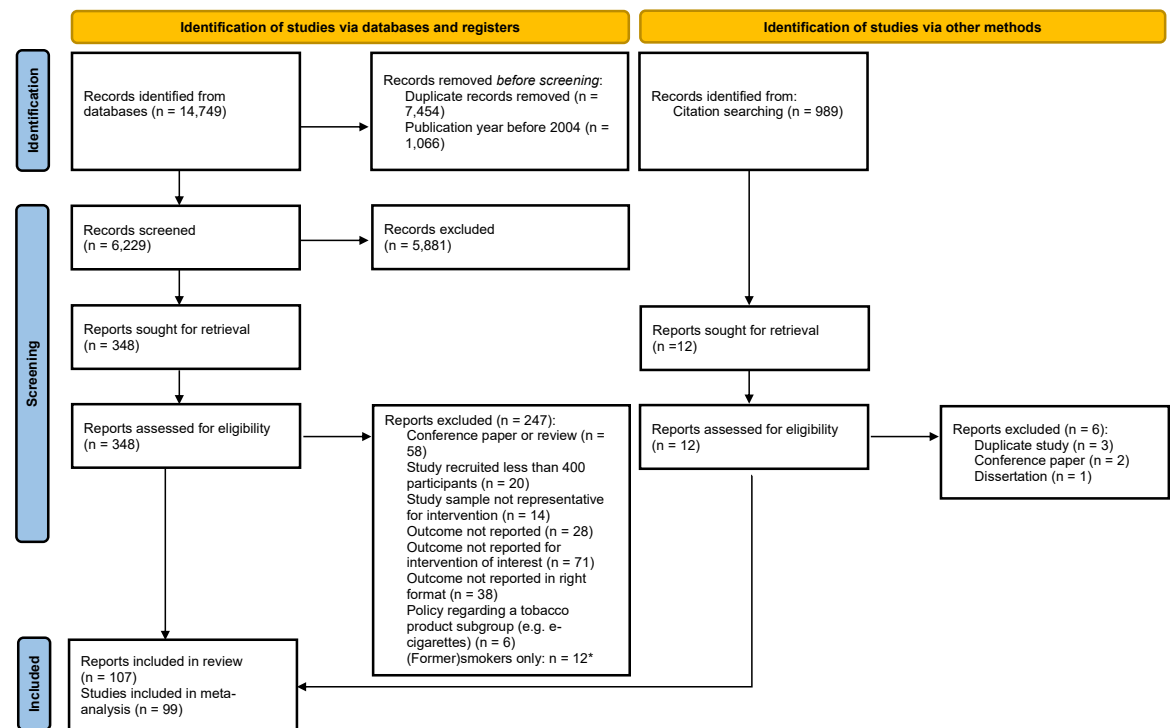 Identification of studies via databases and registers
Identification of studies via other methods
Identification
Records identified from
databases (n = 14,749)
Records removed before screening:
Duplicate records removed (n =
7,454)
Publication year before 2004 (n =
1,066)
Records identified from:
Citation searching (n = 989)
Screening
Records screened
(n = 6,229)
Records excluded
(n = 5,881)
Reports sought for retrieval
(n = 348)
Reports sought for retrieval
(n =12)
Reports assessed for eligibility
(n = 348)
Reports excluded (n = 247):
Conference paper or review (n =
58)
Study recruited less than 400
participants (n = 20)
Study sample not representative
for intervention (n = 14)
Outcome not reported (n = 28)
Outcome not reported for
intervention of interest (n = 71)
Outcome not reported in right
format (n = 38)
Policy regarding a tobacco
product subgroup (e.g. e-
cigarettes) (n = 6)
(Former)smokers only: n = 12*
Reports assessed for eligibility
(n = 12)
Reports excluded (n = 6):
Duplicate study (n = 3)
Conference paper (n = 2)
Dissertation (n = 1)
Included
Reports included in review
(n = 107)
Studies included in meta-
analysis (n = 99)